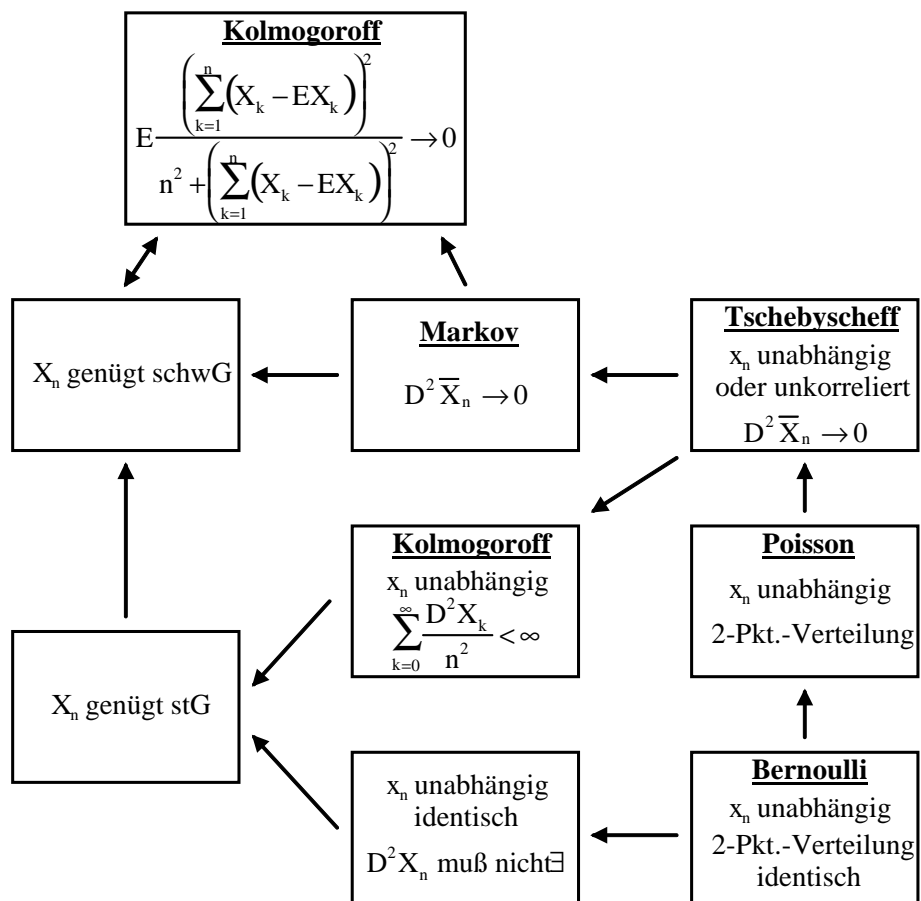 Kolmogoroff
E (∑_{k=1}^{n} (X_k − EX_k))² / (n² + (∑_{k=1}^{n} (X_k − EX_k))²) → 0
X_n genügt schwG
Markov
D² X̅_n → 0
Tschebyscheff
x_n unabhängig
oder unkorreliert
D² X̅_n → 0
Kolmogoroff
x_n unabhängig
∑_{k=0}^{∞} D²X_k / n² < ∞
Poisson
x_n unabhängig
2-Pkt.-Verteilung
X_n genügt stG
x_n unabhängig
identisch
D²X_n muß nicht∃
Bernoulli
x_n unabhängig
2-Pkt.-Verteilung
identisch